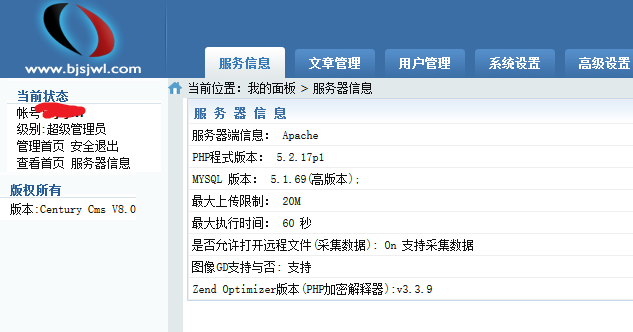 www.bjsjwl.com
服务信息 文章管理 用户管理 系统设置 高级设置
当前位置: 我的面板 > 服务器信息
当前状态
帐号
级别:超级管理员
管理首页 安全退出
查看首页 服务器信息
版权所有
版本:Century Cms V8.0
服 务 器 信 息
服务器端信息: Apache
PHP程式版本: 5.2.17p1
MYSQL 版本: 5.1.69(高版本);
最大上传限制: 20M
最大执行时间: 60 秒
是否允许打开远程文件(采集数据): On 支持采集数据
图像GD支持与否: 支持
Zend Optimizer版本(PHP加密解释器):v3.3.9